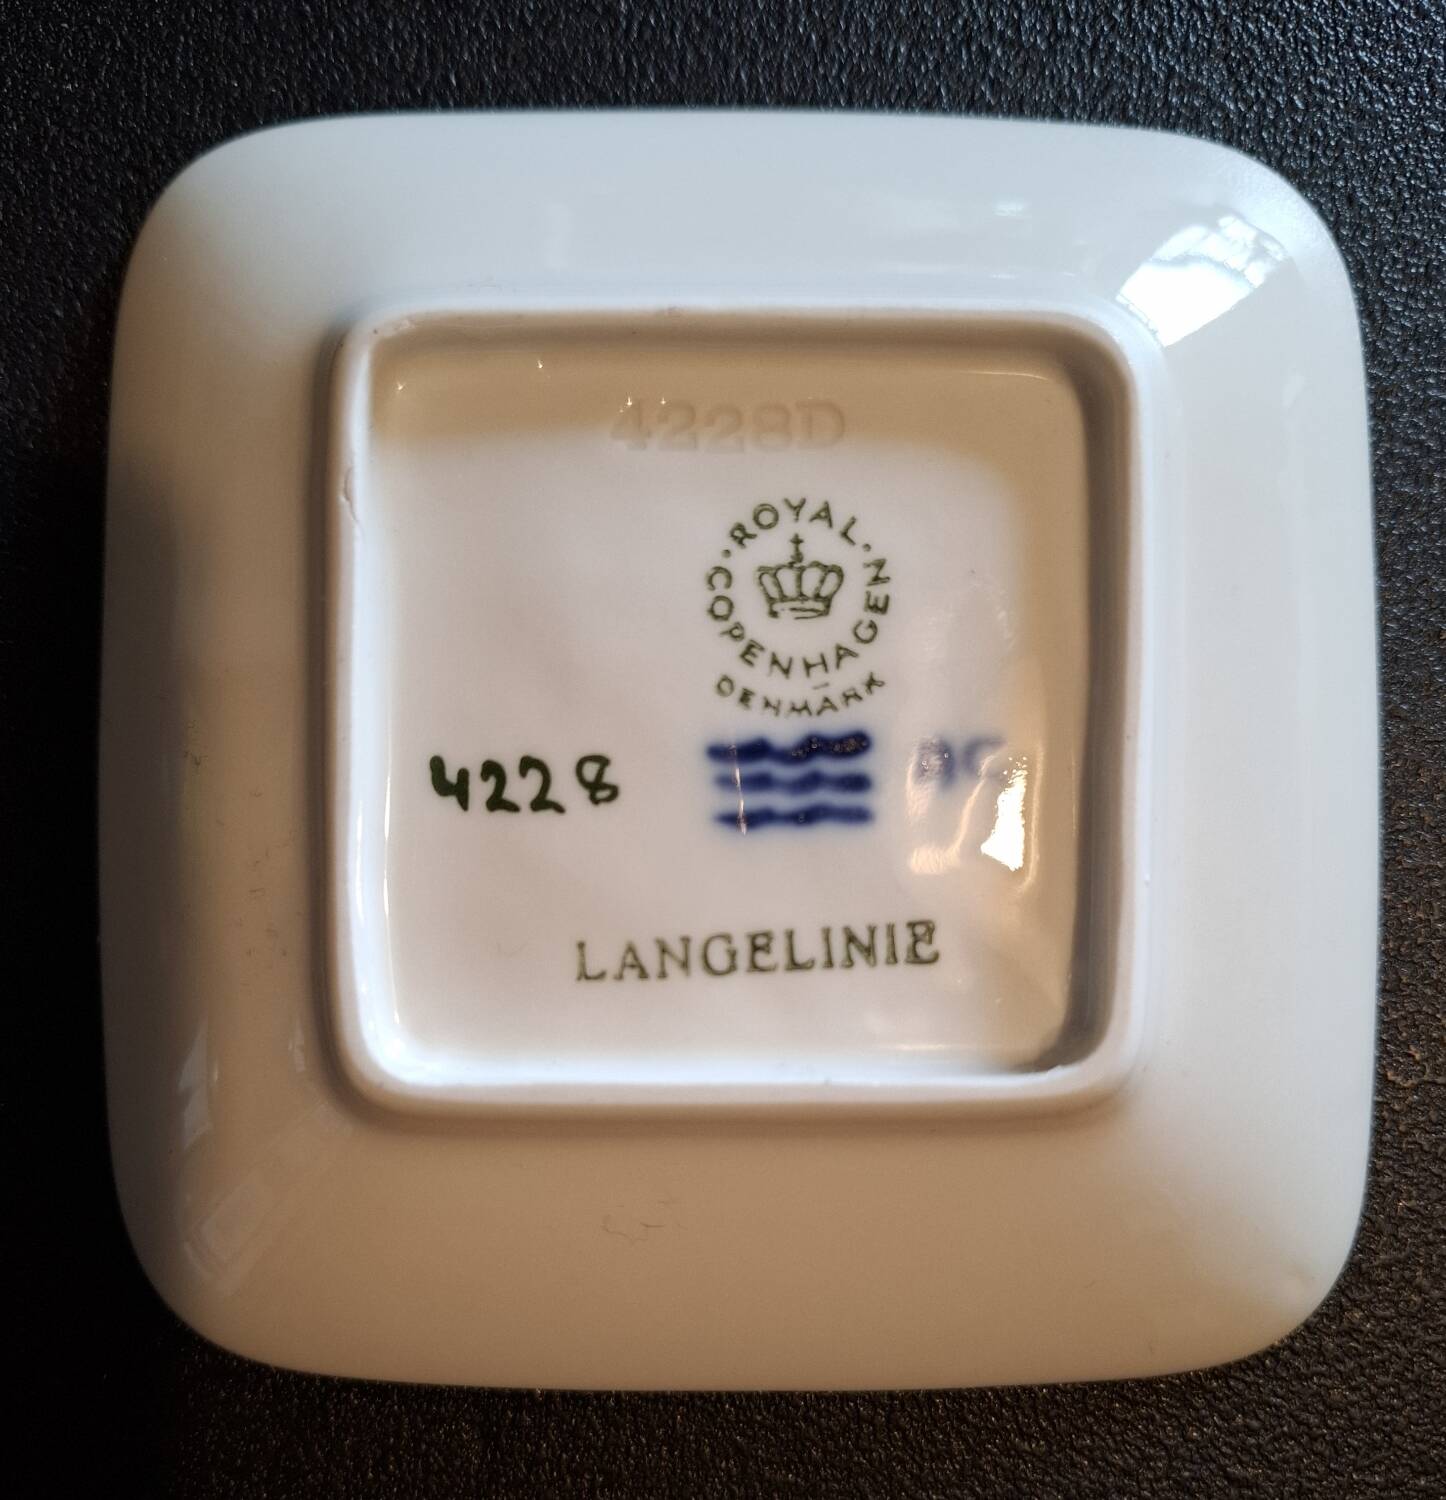 4228D
ROYAL
COPENHAGEN
DENMARK
4228
LANGELINIE